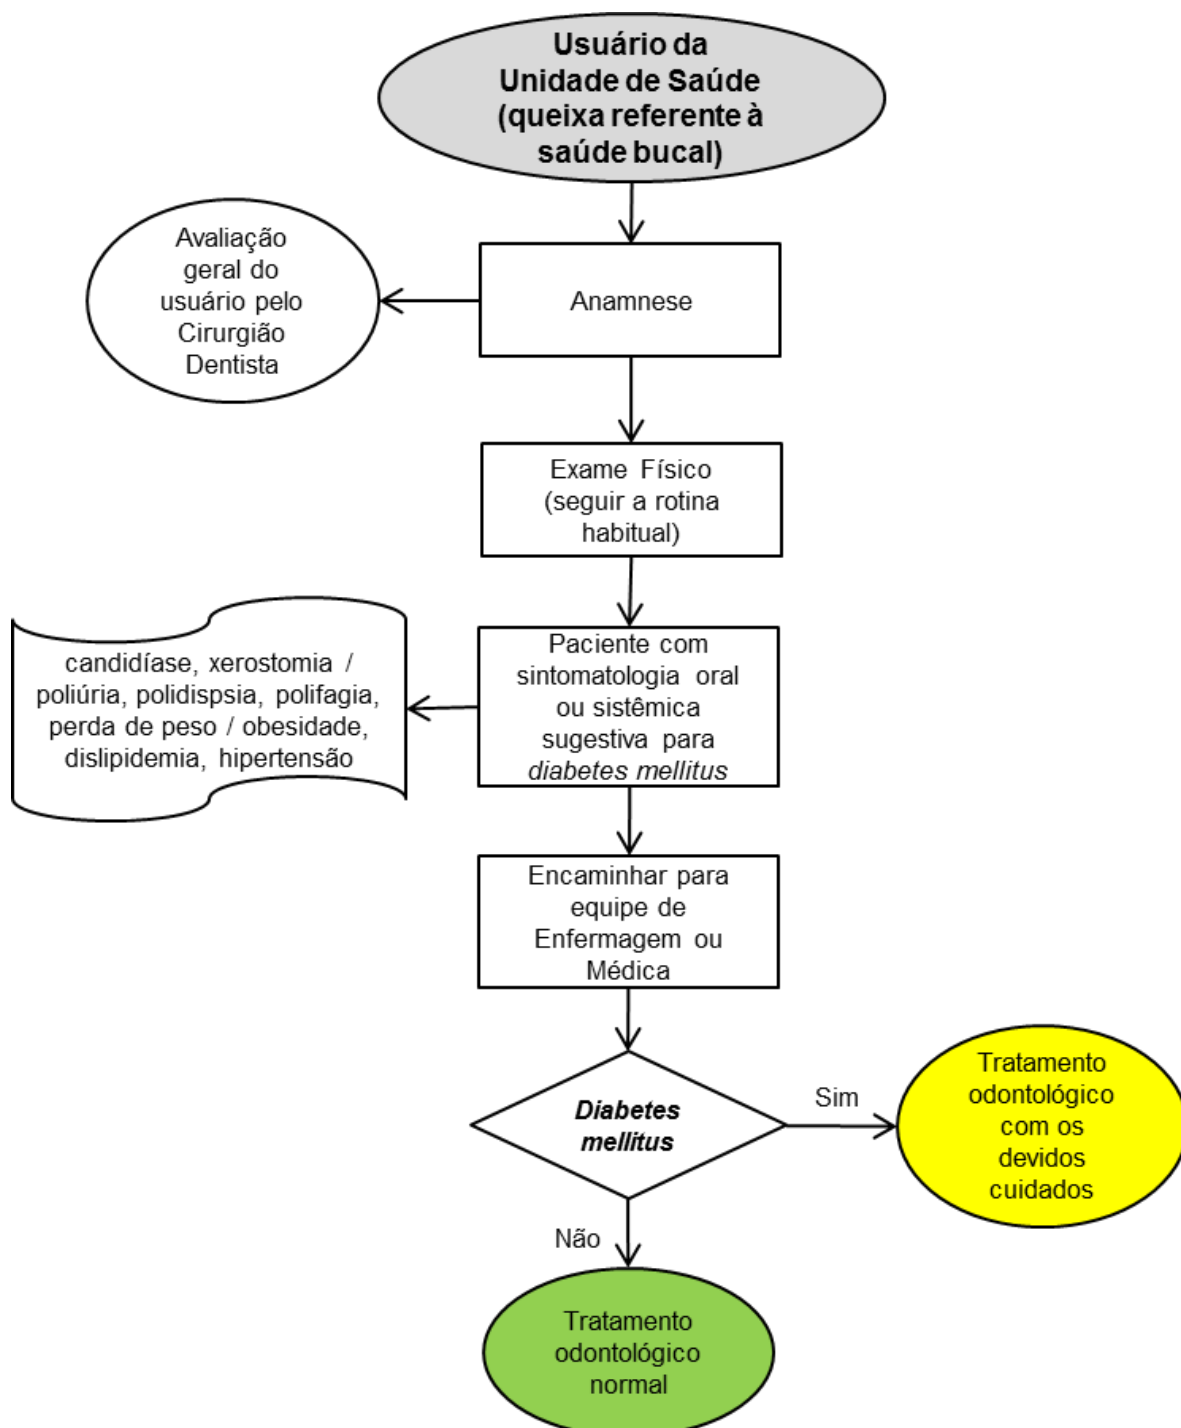 Usuário da
Unidade de Saúde
(queixa referente à
saúde bucal)
Avaliação
geral do
usuário pelo
Cirurgião
Dentista
Anamnese
Exame Físico
(seguir a rotina
habitual)
candidíase, xerostomia /
poliúria, polidispsia, polifagia,
perda de peso / obesidade,
dislipidemia, hipertensão
Paciente com
sintomatologia oral
ou sistêmica
sugestiva para
diabetes mellitus
Encaminhar para
equipe de
Enfermagem ou
Médica
Diabetes
mellitus
Sim
Tratamento
odontológico
com os
devidos
cuidados
Não
Tratamento
odontológico
normal